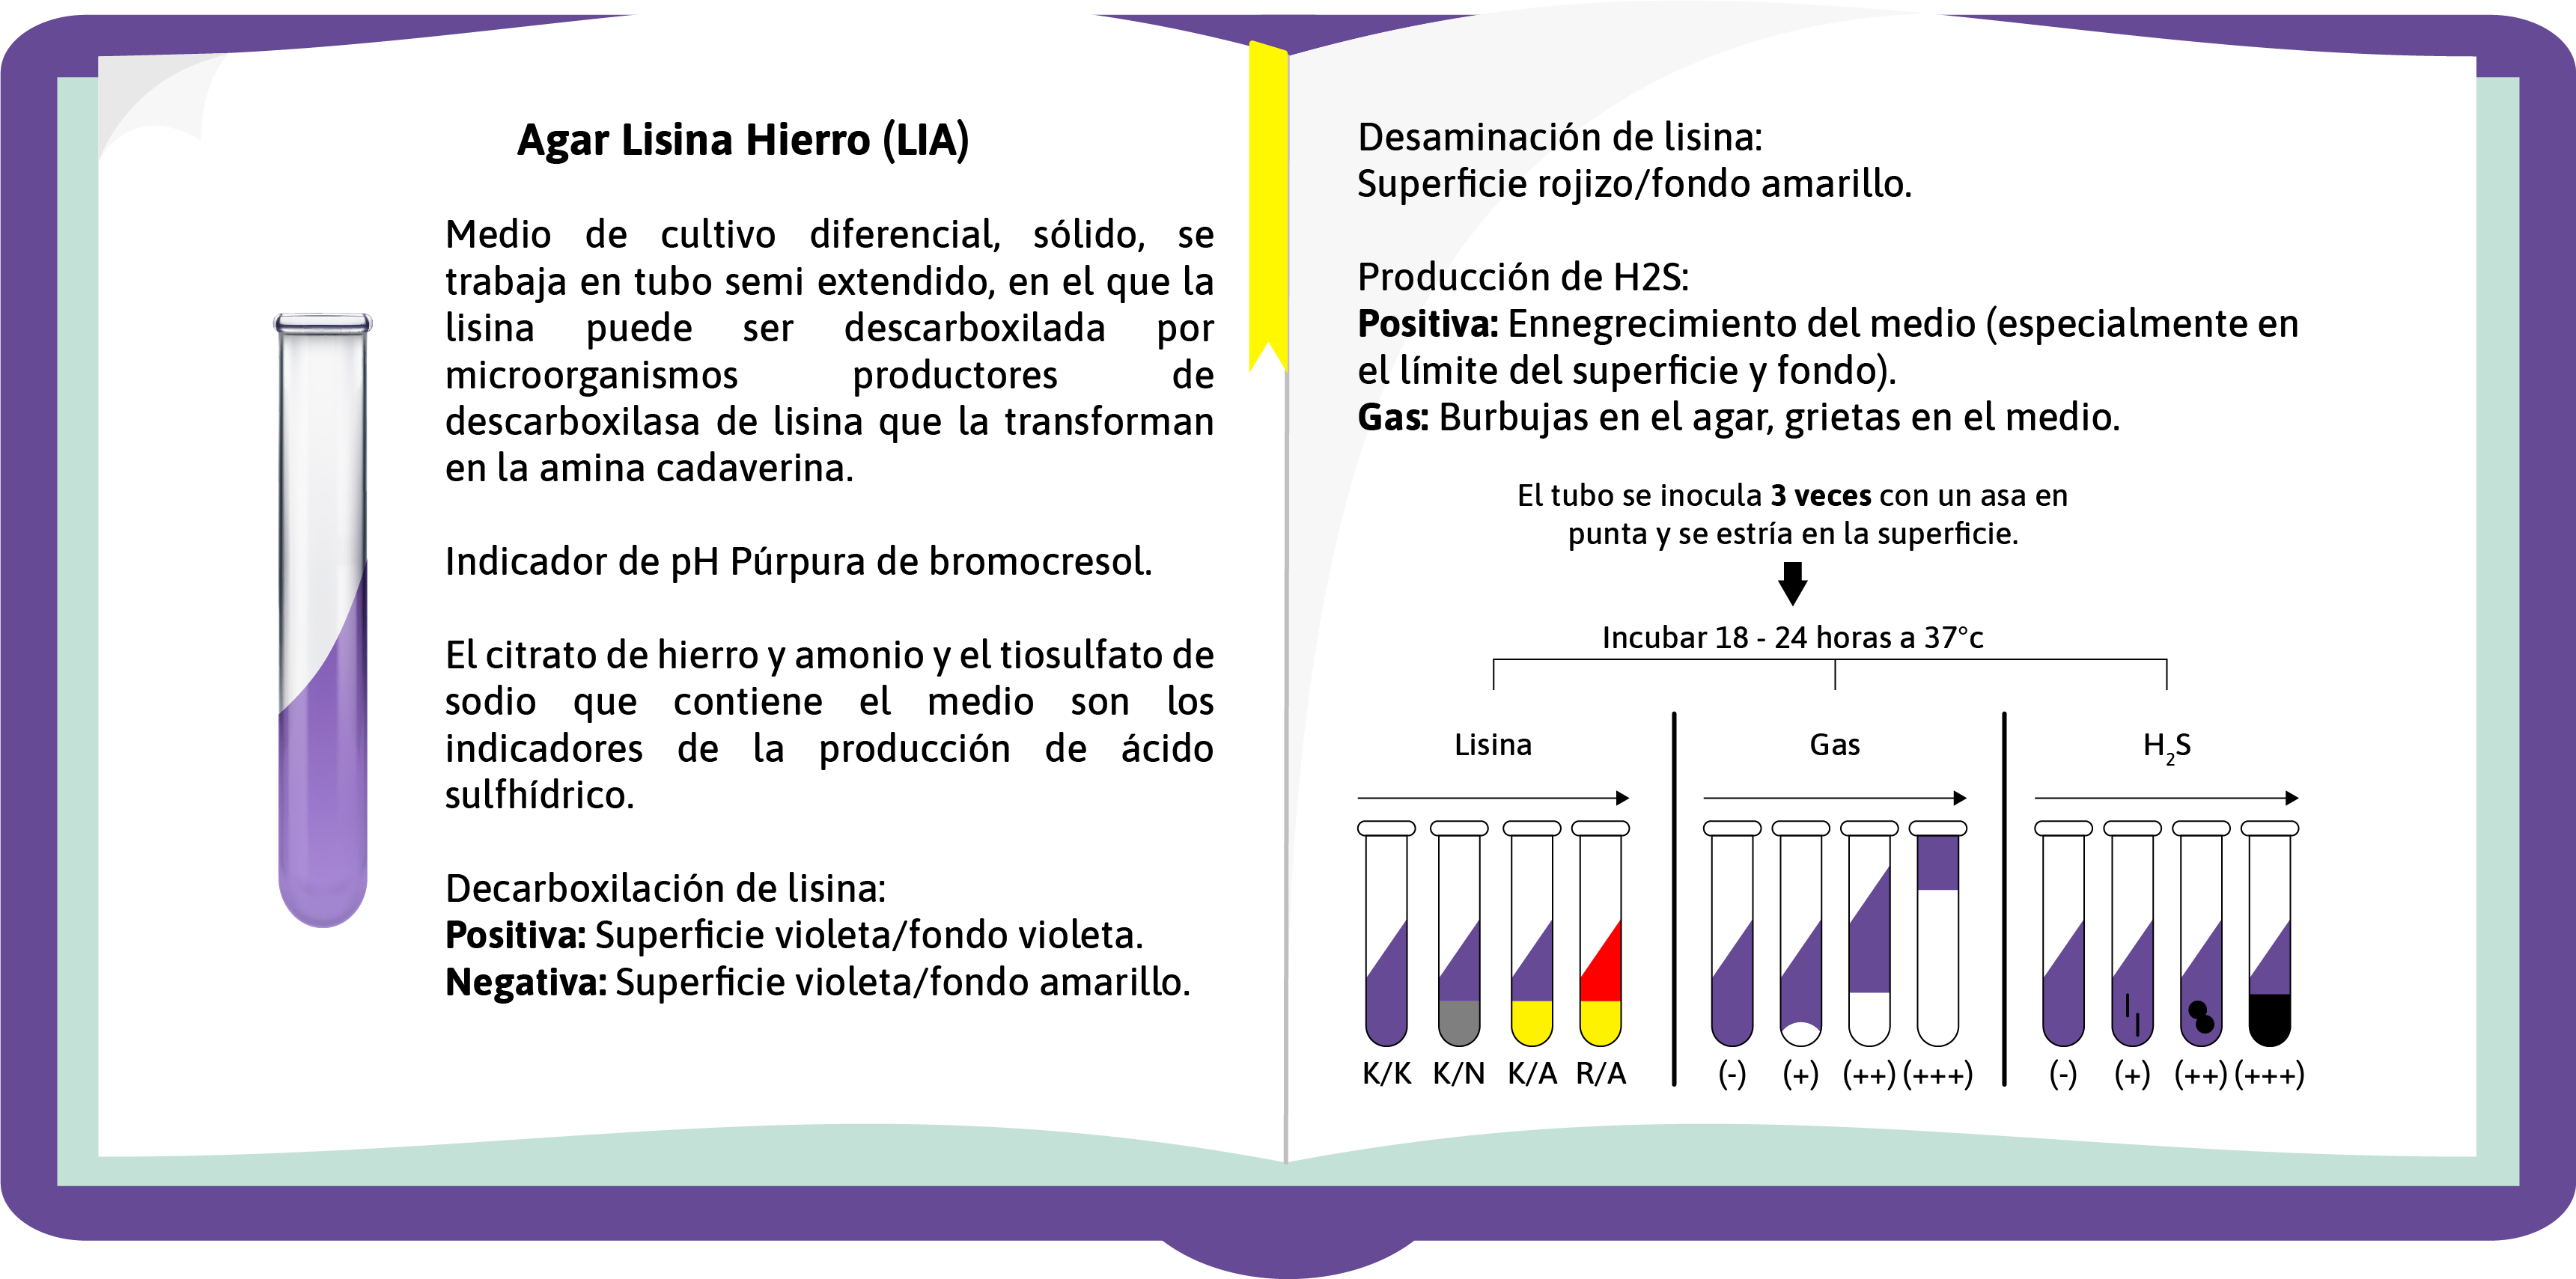 Agar Lisina Hierro (LIA)
Medio de cultivo diferencial, sólido, se
trabaja en tubo semi extendido, en el que la
lisina puede ser descarboxilada por
microorganismos productores de
descarboxilasa de lisina que la transforman
en la amina cadaverina.
Indicador de pH Púrpura de bromocresol.
El citrato de hierro y amonio y el tiosulfato de
sodio que contiene el medio son los
indicadores de la producción de ácido
sulfhídrico.
Decarboxilación de lisina:
Positiva: Superficie violeta/fondo violeta.
Negativa: Superficie violeta/fondo amarillo.
Desaminación de lisina:
Superficie rojizo/fondo amarillo.
Producción de H2S:
Positiva: Ennegrecimiento del medio (especialmente en
el límite del superficie y fondo).
Gas: Burbujas en el agar, grietas en el medio.
El tubo se inocula 3 veces con un asa en
punta y se estría en la superficie.
Incubar 18 - 24 horas a 37°c
Lisina Gas H₂S
K/K K/N K/A R/A (-) (+) (++) (+++) (-) (+) (++) (+++)